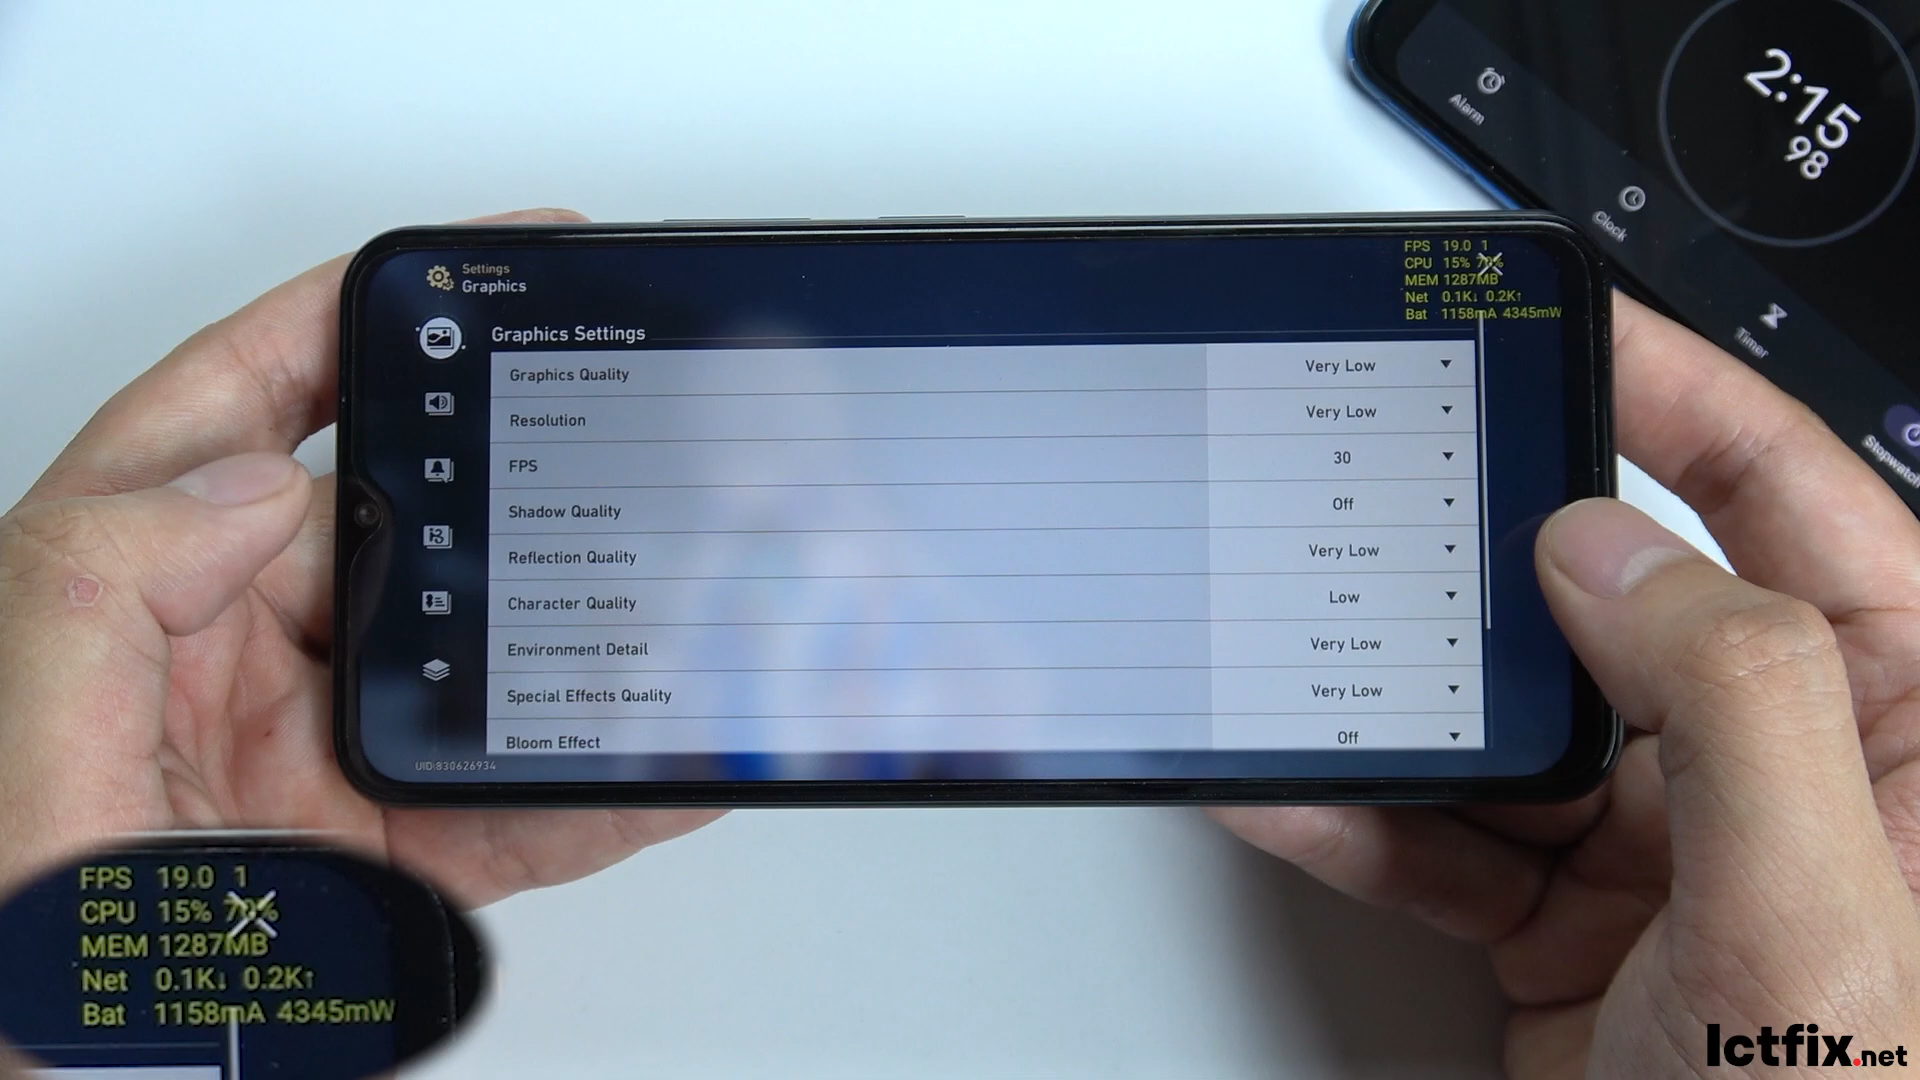 2:15
98
Alarm
Clock
Timer
Stopwatch
Settings
Graphics
FPS 19.0 1
CPU 15% 70%
MEM 1287MB
Net 0.1K↓ 0.2K↑
Bat 1158mA 4345mW
Graphics Settings
Graphics Quality Very Low
Resolution Very Low
FPS 30
Shadow Quality Off
Reflection Quality Very Low
Character Quality Low
Environment Detail Very Low
Special Effects Quality Very Low
Bloom Effect Off
UID:830626934
FPS 19.0 1
CPU 15% 70%
MEM 1287MB
Net 0.1K↓ 0.2K↑
Bat 1158mA 4345mW
Ictfix.net